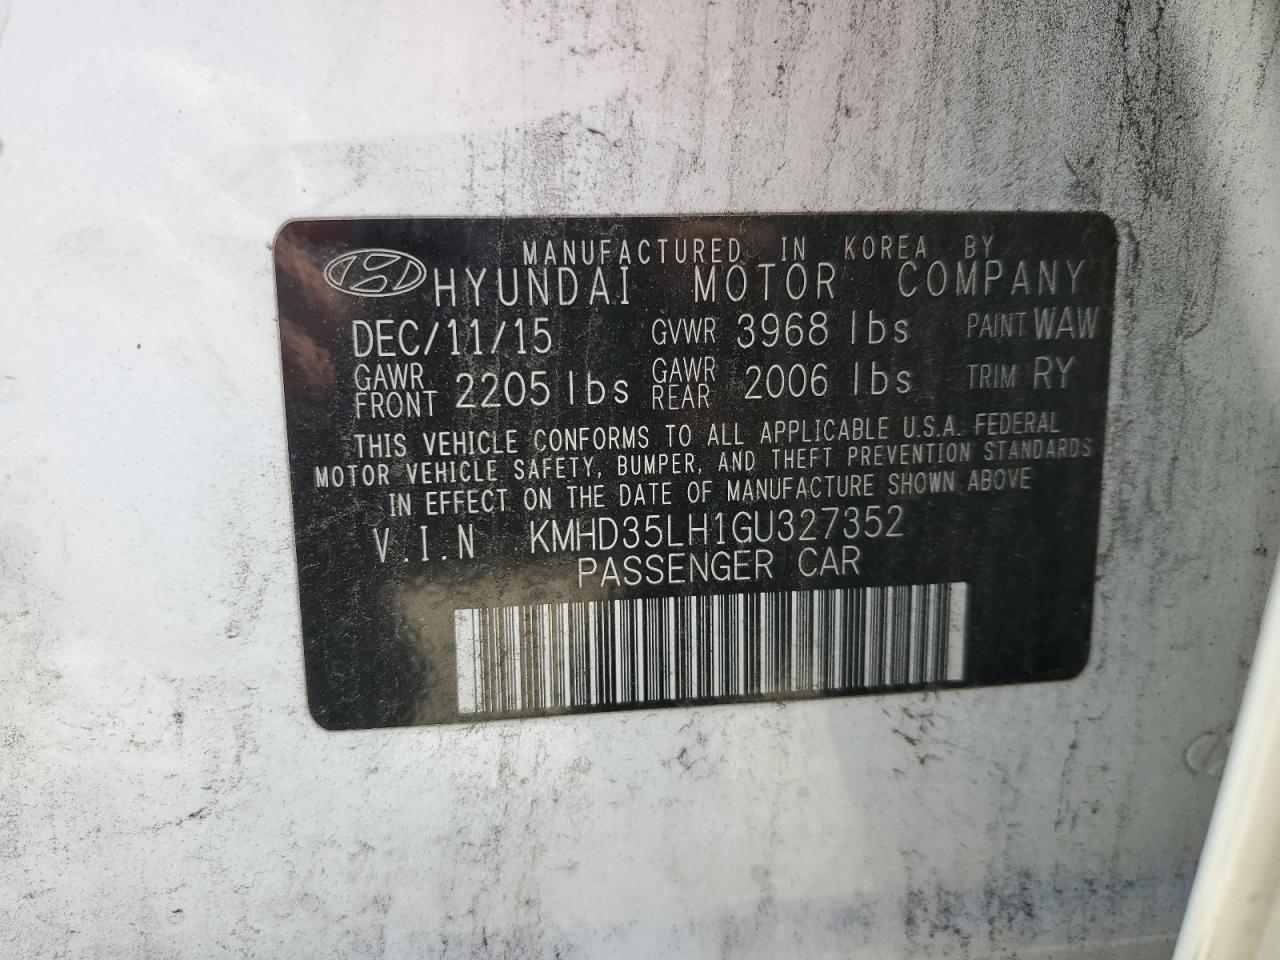 MANUFACTURED IN KOREA BY
HYUNDAI MOTOR COMPANY
DEC/11/15 GVWR 3968 lbs PAINT WAW
GAWR FRONT 2205 lbs GAWR REAR 2006 lbs TRIM RY
THIS VEHICLE CONFORMS TO ALL APPLICABLE U.S.A. FEDERAL
MOTOR VEHICLE SAFETY, BUMPER, AND THEFT PREVENTION STANDARDS
IN EFFECT ON THE DATE OF MANUFACTURE SHOWN ABOVE
V.I.N KMHD35LH1GU327352
PASSENGER CAR